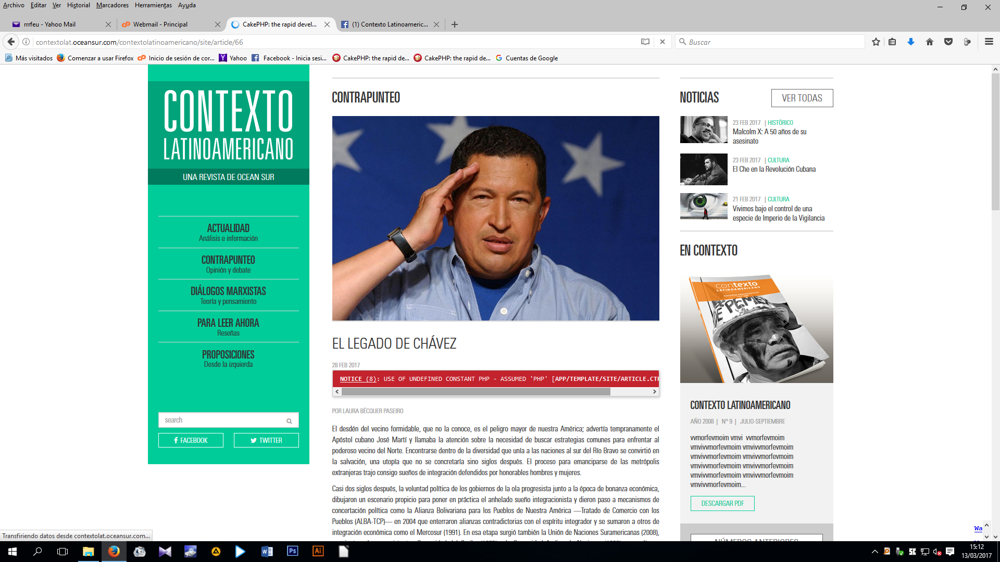 Archivo Editar Ver Historial Marcadores Herramientas Ayuda
rrrfeu - Yahoo Mail
Webmail - Principal
CakePHP: the rapid devel...
(1) Contexto Latinoameric...
contextolat.oceansur.com/contextolatinoamericano/site/article/66
Buscar
Más visitados Comenzar a usar Firefox Inicio de sesión de cor... Yahoo Facebook - Inicia sesi... CakePHP: the rapid de... CakePHP: the rapid de... Cuentas de Google
CONTEXTO
LATINOAMERICANO
UNA REVISTA DE OCEAN SUR
ACTUALIDAD
Análisis e información
CONTRAPUNTEO
Opinión y debate
DIÁLOGOS MARXISTAS
Teoría y pensamiento
PARA LEER AHORA
Reseñas
PROPOSICIONES
Desde la izquierda
search
FACEBOOK
TWITTER
CONTRAPUNTEO
EL LEGADO DE CHÁVEZ
28 FEB 2017
NOTICE (8): USE OF UNDEFINED CONSTANT PHP - ASSUMED 'PHP' [APP/TEMPLATE/SITE/ARTICLE.CTP
POR LAURA BÉCQUER PASEIRO
El desdén del vecino formidable, que no la conoce, es el peligro mayor de nuestra América; advertía tempranamente el
Apóstol cubano José Martí y llamaba la atención sobre la necesidad de buscar estrategias comunes para enfrentar al
poderoso vecino del Norte. Encontrarse dentro de la diversidad que unía a las naciones al sur del Río Bravo se convirtió en
la salvación, una utopía que no se concretaría sino siglos después. El proceso para emanciparse de las metrópolis
extranjeras trajo consigo sueños de integración defendidos por honorables hombres y mujeres.
Casi dos siglos después, la voluntad política de los gobiernos de la ola progresista junto a la época de bonanza económica,
dibujaron un escenario propicio para poner en práctica el anhelado sueño integracionista y dieron paso a mecanismos de
concertación política como la Alianza Bolivariana para los Pueblos de Nuestra América —Tratado de Comercio con los
Pueblos (ALBA-TCP)— en 2004 que enterraron alianzas contradictorias con el espíritu integrador y se sumaron a otros de
integración económica como el Mercosur (1991). En esa etapa surgió también la Unión de Naciones Suramericanas (2008),
NOTICIAS
VER TODAS
23 FEB 2017 | HISTÓRICO
Malcolm X: A 50 años de su
asesinato
23 FEB 2017 | CULTURA
El Che en la Revolución Cubana
21 FEB 2017 | CULTURA
Vivimos bajo el control de una
especie de Imperio de la Vigilancia
EN CONTEXTO
contexto
LATINOAMERICANO
CONTEXTO LATINOAMERICANO
AÑO 2008 | Nº 9 | JULIO-SEPTIEMBRE
vvmorfevmoim vmvi vvmorfevmoim
vmvivvmorfevmoim vmvivvmorfevmoim
vmvivvmorfevmoim vmvivvmorfevmoim
vmvivvmorfevmoim vmvivvmorfevmoim
vmvivvmorfevmoim vmvivvmorfevmoim
vmvivvmorfevmoim...
DESCARGAR PDF
NÚMEROS ANTERIORES
Wa
Transfiriendo datos desde contextolat.oceansur.com...
15:12
13/03/2017